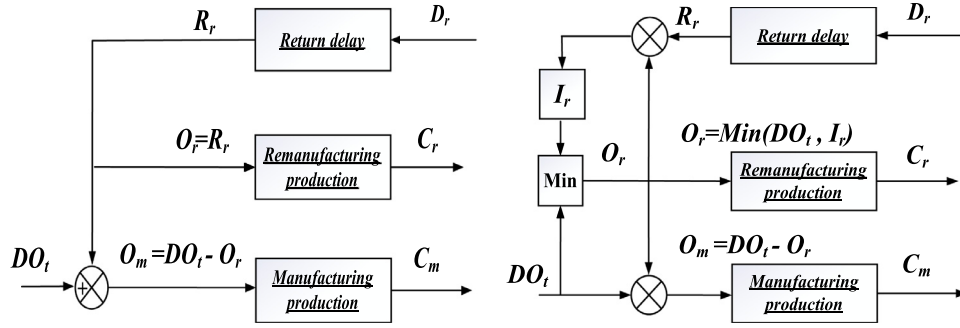 R_r
Return delay
D_r
O_r=R_r
Remanufacturing
production
C_r
DO_t
+
O_m=DO_t - O_r
Manufacturing
production
C_m
R_r
Return delay
D_r
I_r
O_r
O_r=Min(DO_t , I_r)
Min
Remanufacturing
production
C_r
DO_t
O_m=DO_t - O_r
Manufacturing
production
C_m